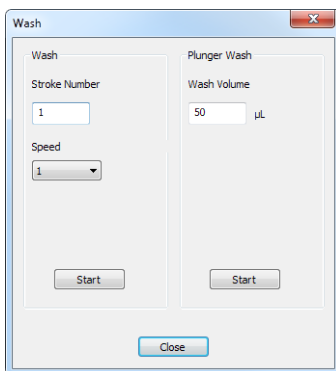 Wash
Wash
Stroke Number
1
Speed
1
Start
Plunger Wash
Wash Volume
50 µL
Start
Close